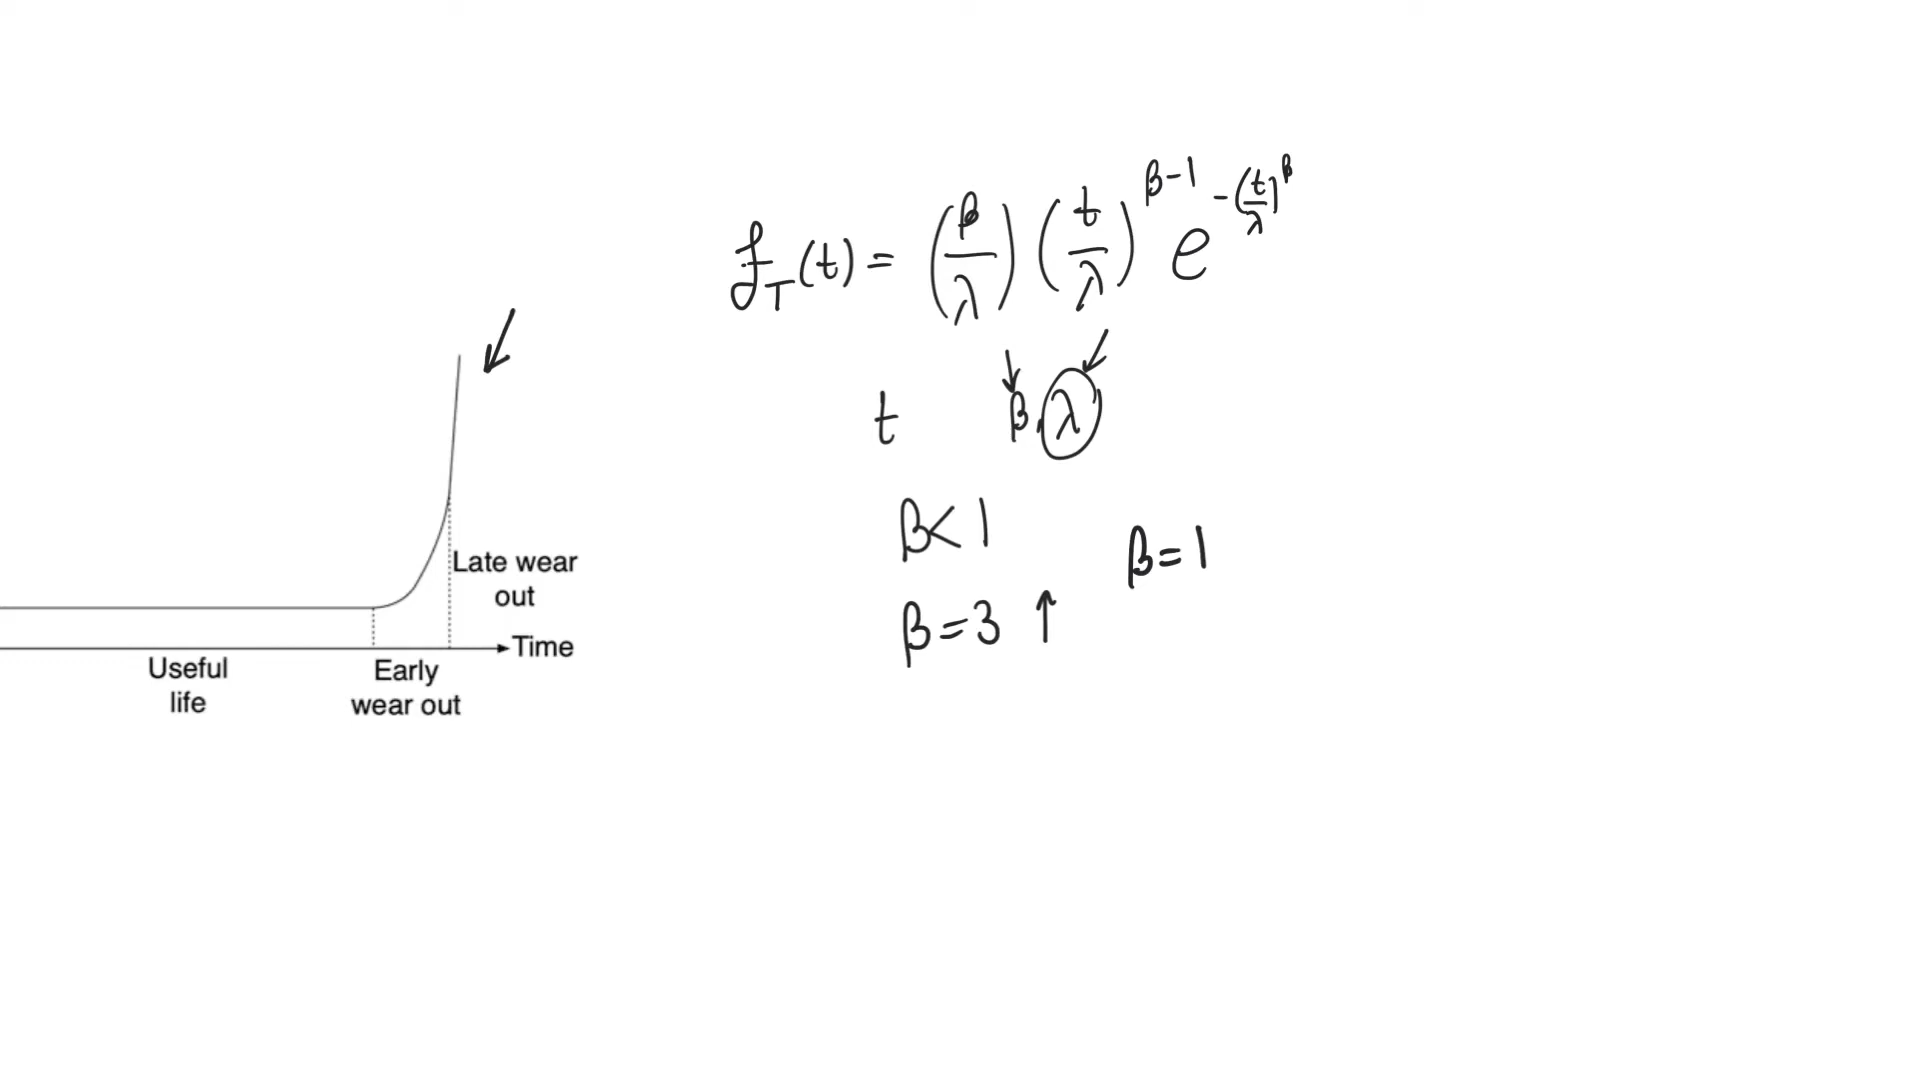 f_T(t) = (β/λ) (t/λ)^(β-1) e^(-(t/λ)^β)
t β, λ
β < 1
β = 1
β = 3 ↑
Late wear
out
Time
Useful
life
Early
wear out